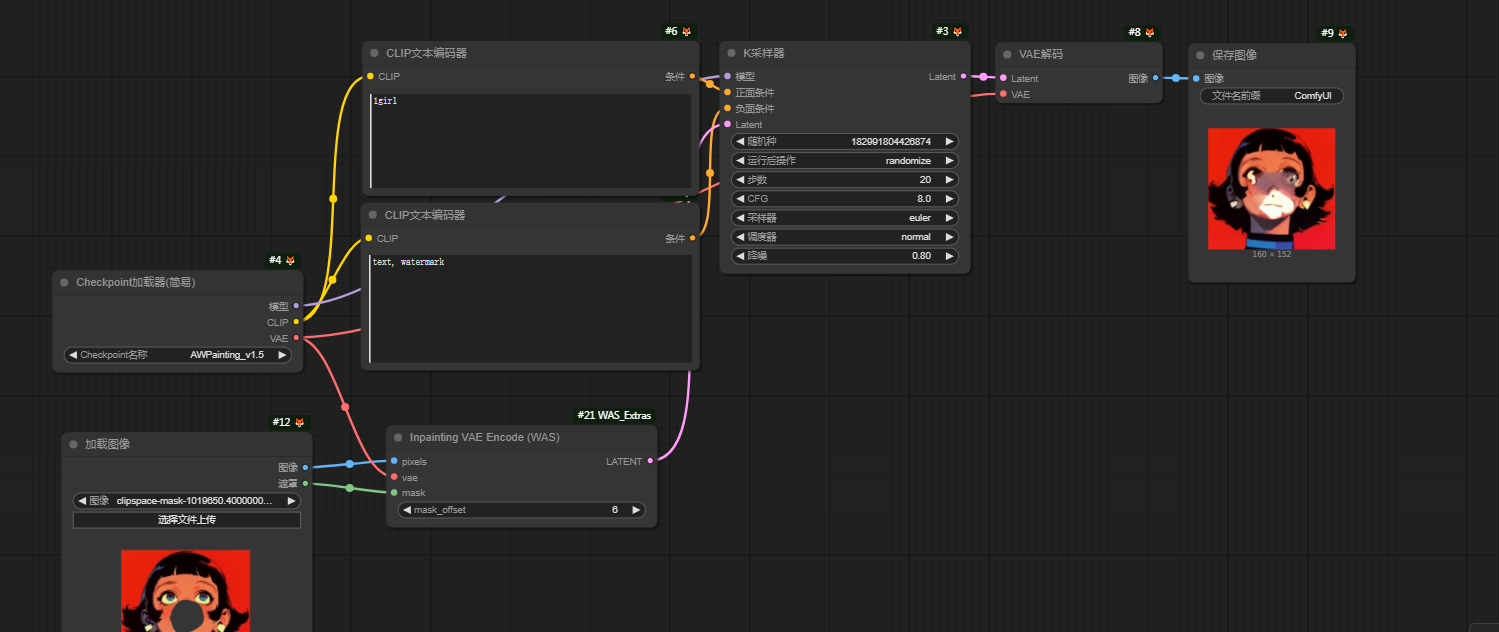 #6
CLIP文本编码器
CLIP
条件
1girl
CLIP文本编码器
CLIP
条件
text, watermark
#3
K采样器
模型
Latent
正面条件
负面条件
Latent
随机种 182991804426874
运行后操作 randomize
步数 20
CFG 8.0
采样器 euler
调度器 normal
降噪 0.80
#8
VAE解码
Latent
图像
VAE
#9
保存图像
图像
文件名前缀 ComfyUI
160 × 152
#4
Checkpoint加载器(简易)
模型
CLIP
VAE
Checkpoint名称 AWPainting_v1.5
#12
加载图像
图像
遮罩
图像 clipspace-mask-1019650.4000000...
选择文件上传
#21 WAS_Extras
Inpainting VAE Encode (WAS)
pixels
LATENT
vae
mask
mask_offset 6